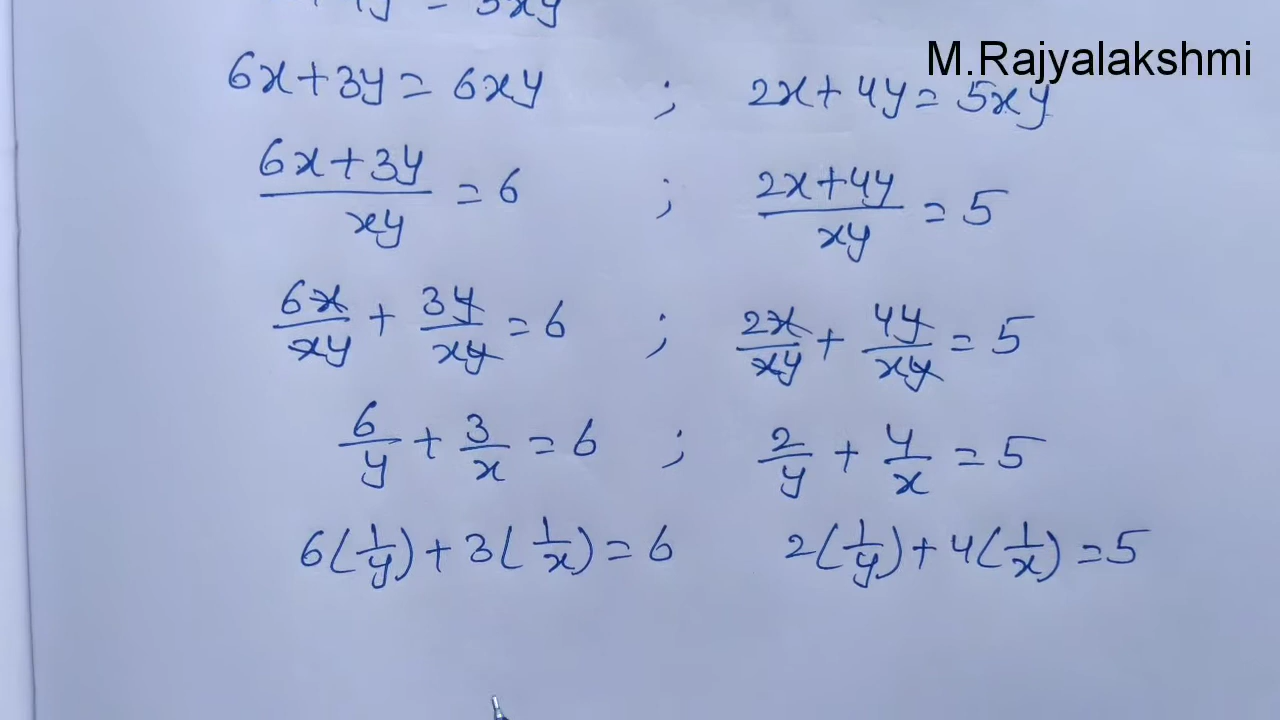 + 4y = 5xy
M.Rajyalakshmi
6x+3y = 6xy ; 2x+4y = 5xy
6x+3y/xy = 6 ; 2x+4y/xy = 5
6x/xy + 3y/xy = 6 ; 2x/xy + 4y/xy = 5
6/y + 3/x = 6 ; 2/y + 4/x = 5
6(1/y)+3(1/x)=6 2(1/y)+4(1/x)=5